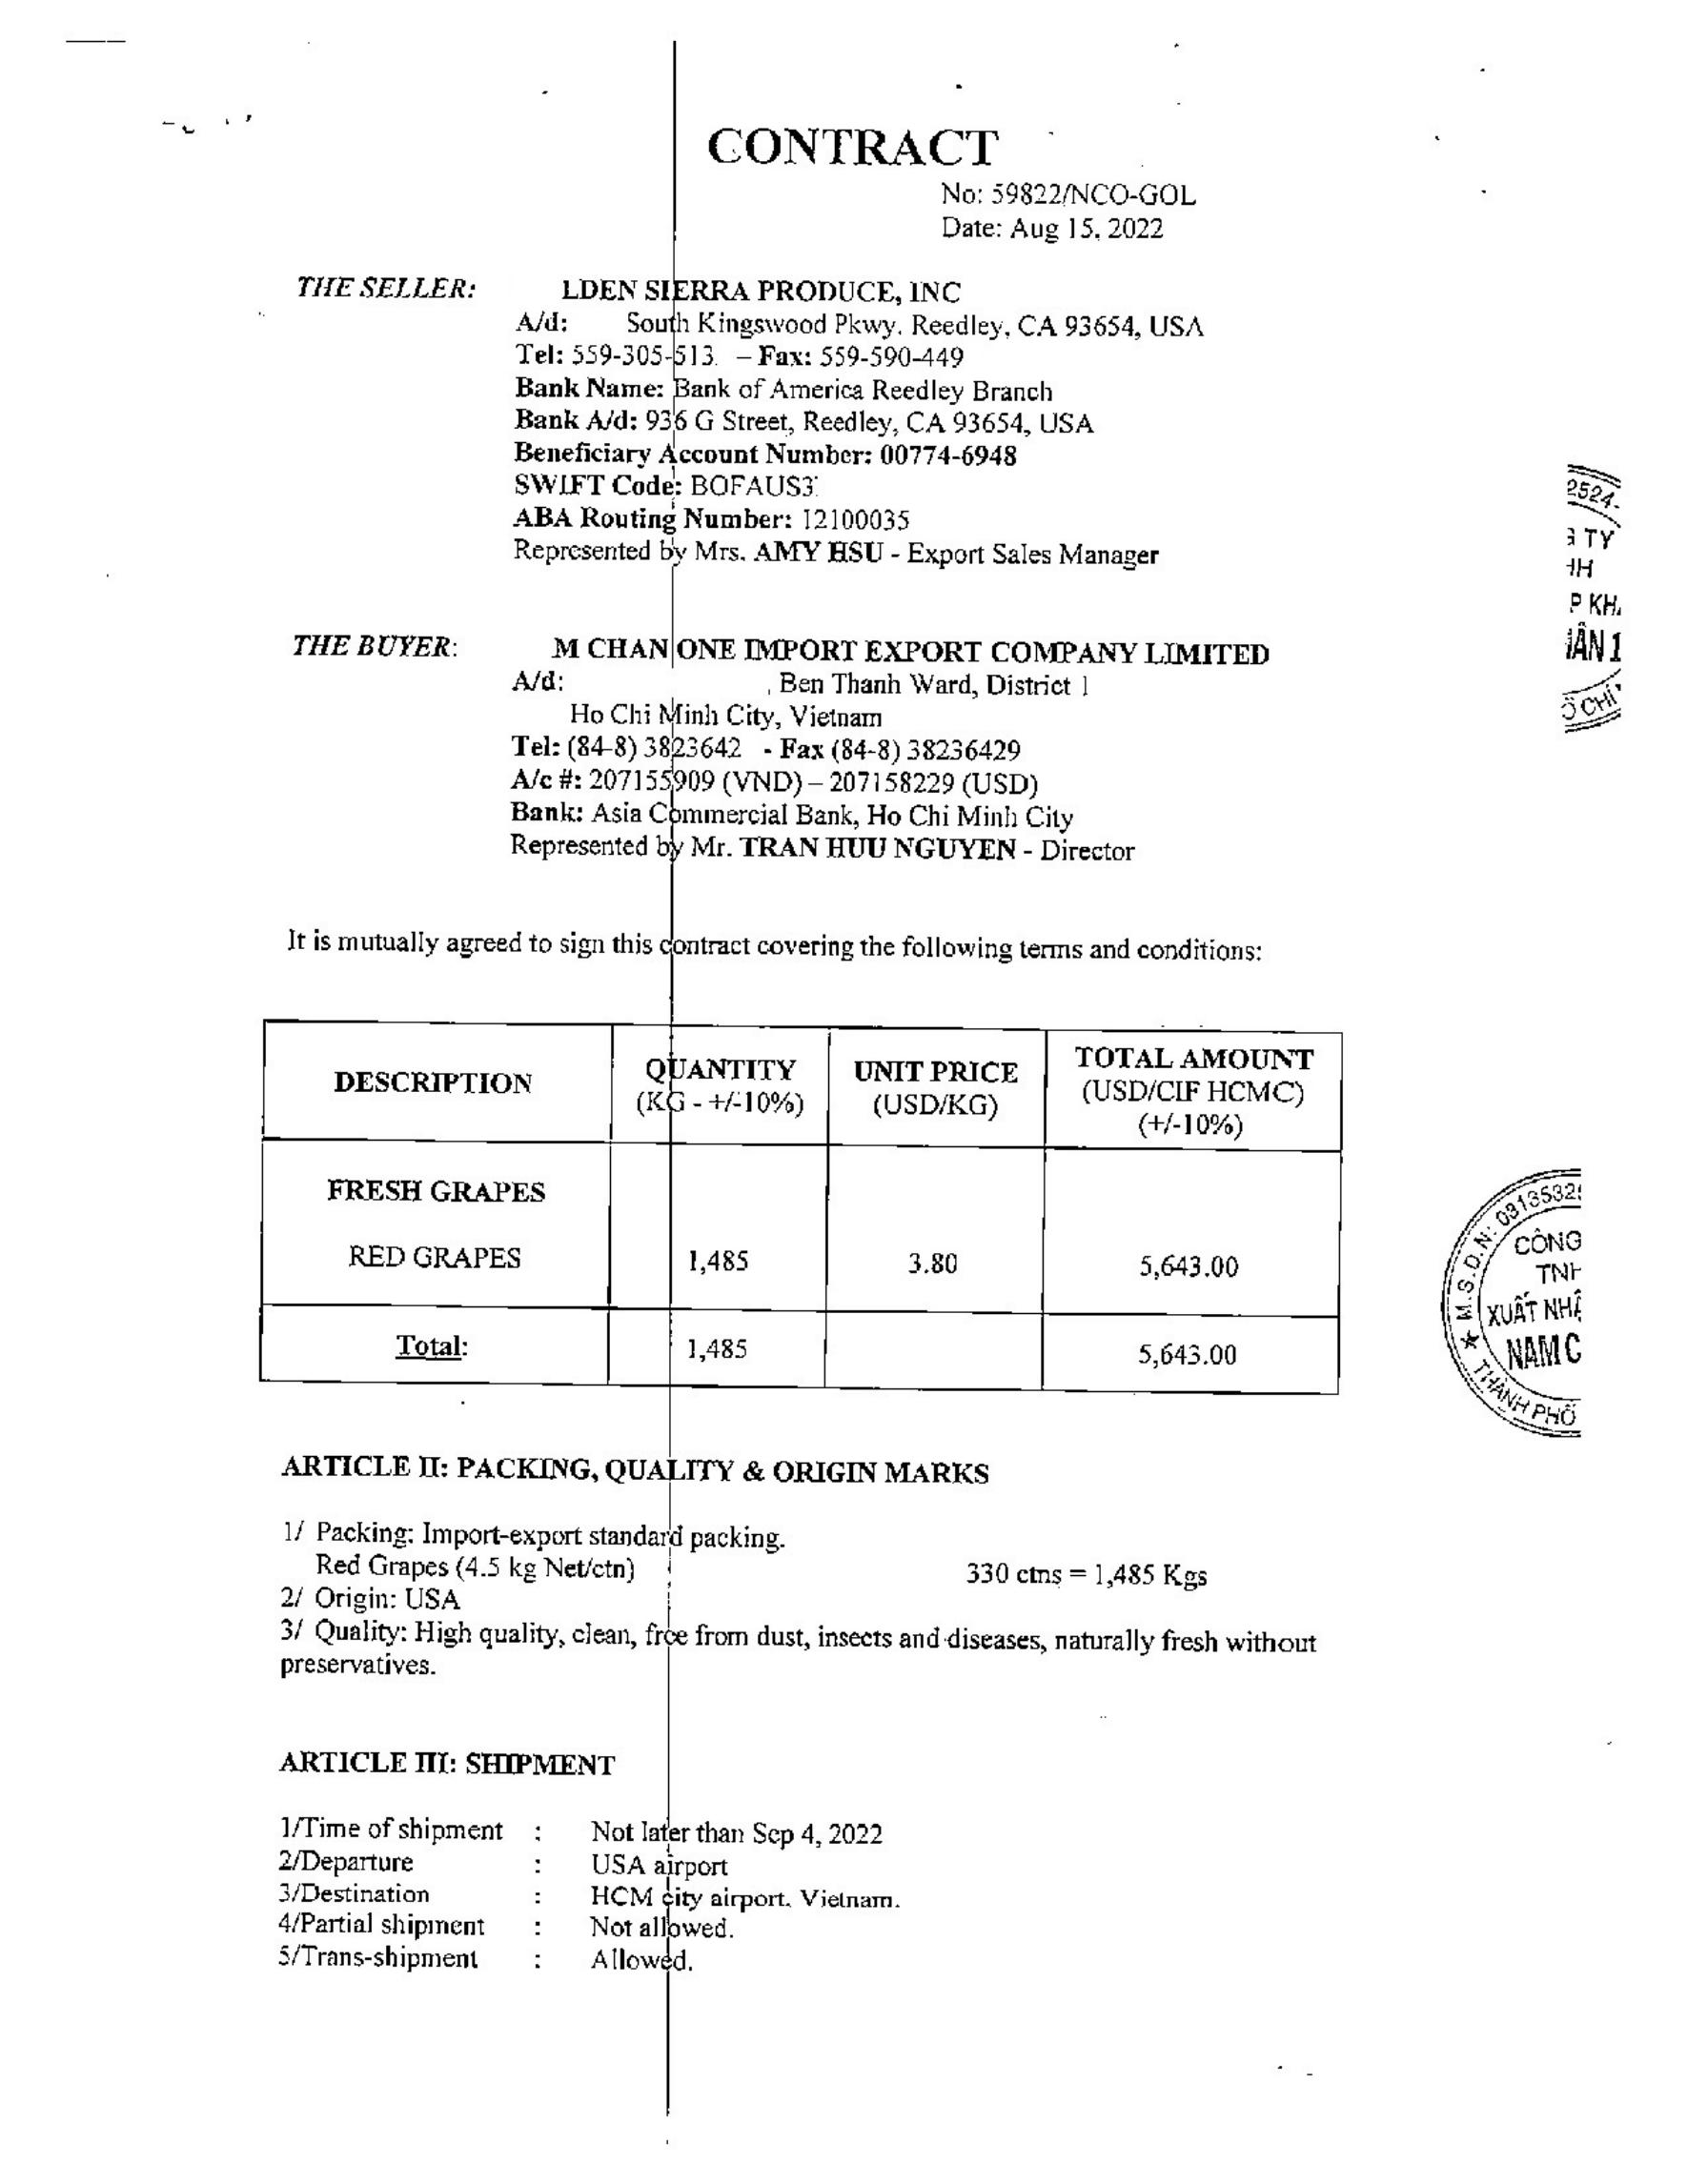 CONTRACT
No: 59822/NCO-GOL
Date: Aug 15, 2022
THE SELLER: LDEN SIERRA PRODUCE, INC
A/d: South Kingswood Pkwy. Reedley, CA 93654, USA
Tel: 559-305-513 – Fax: 559-590-449
Bank Name: Bank of America Reedley Branch
Bank A/d: 936 G Street, Reedley, CA 93654, USA
Beneficiary Account Number: 00774-6948
SWIFT Code: BOFAUS3
ABA Routing Number: 12100035
Represented by Mrs. AMY HSU - Export Sales Manager
2524
G TY
HH
P KH
HÂN 1
Ồ CHÍ
THE BUYER: M CHAN ONE IMPORT EXPORT COMPANY LIMITED
A/d: , Ben Thanh Ward, District 1
Ho Chi Minh City, Vietnam
Tel: (84-8) 3823642 - Fax (84-8) 38236429
A/c #: 207155909 (VND) – 207158229 (USD)
Bank: Asia Commercial Bank, Ho Chi Minh City
Represented by Mr. TRAN HUU NGUYEN - Director
It is mutually agreed to sign this contract covering the following terms and conditions:
DESCRIPTION QUANTITY (KG - +/-10%) UNIT PRICE (USD/KG) TOTAL AMOUNT (USD/CIF HCMC) (+/-10%)
FRESH GRAPES
RED GRAPES 1,485 3.80 5,643.00
Total: 1,485 5,643.00
M.S.D.N: 0313532
CÔNG
TNH
XUẤT NHẬ
NAM C
THÀNH PHỐ
ARTICLE II: PACKING, QUALITY & ORIGIN MARKS
1/ Packing: Import-export standard packing.
Red Grapes (4.5 kg Net/ctn) 330 ctns = 1,485 Kgs
2/ Origin: USA
3/ Quality: High quality, clean, free from dust, insects and diseases, naturally fresh without
preservatives.
ARTICLE III: SHIPMENT
1/Time of shipment : Not later than Sep 4, 2022
2/Departure : USA airport
3/Destination : HCM city airport, Vietnam.
4/Partial shipment : Not allowed.
5/Trans-shipment : Allowed.